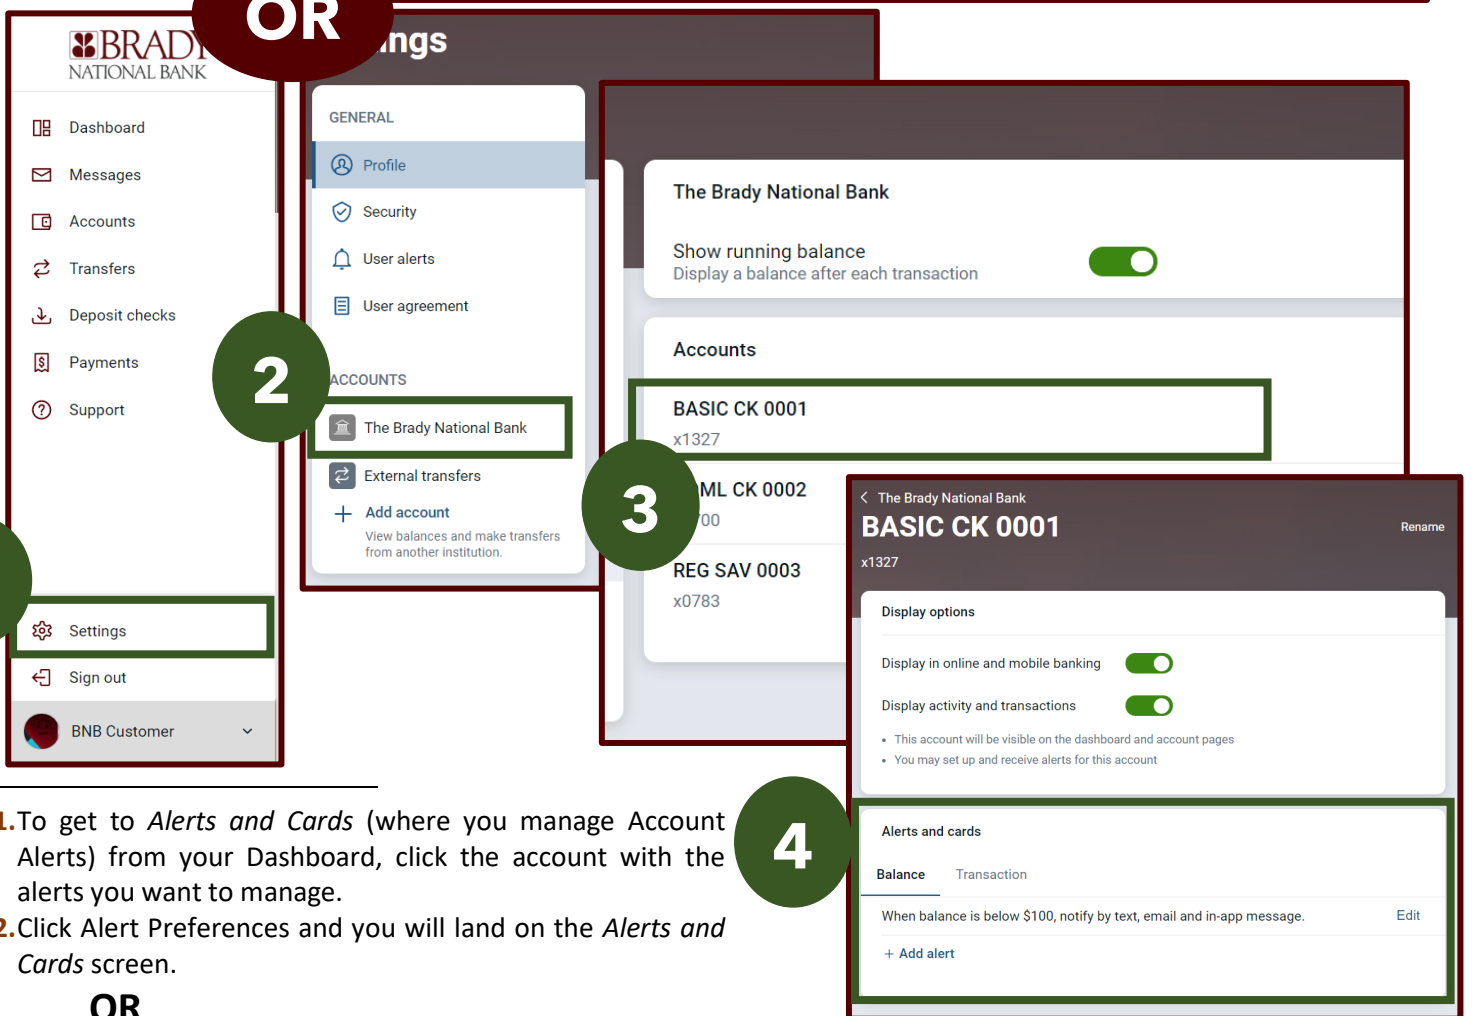 OR
BRADY
NATIONAL BANK
Dashboard
Messages
Accounts
Transfers
Deposit checks
Payments
Support
Settings
Sign out
BNB Customer
ngs
GENERAL
Profile
Security
User alerts
User agreement
2
ACCOUNTS
The Brady National Bank
External transfers
+ Add account
View balances and make transfers
from another institution.
The Brady National Bank
Show running balance
Display a balance after each transaction
Accounts
BASIC CK 0001
x1327
3
ML CK 0002
00
REG SAV 0003
x0783
< The Brady National Bank
BASIC CK 0001
Rename
x1327
Display options
Display in online and mobile banking
Display activity and transactions
• This account will be visible on the dashboard and account pages
• You may set up and receive alerts for this account
4
Alerts and cards
Balance Transaction
When balance is below $100, notify by text, email and in-app message. Edit
+ Add alert
1. To get to Alerts and Cards (where you manage Account
Alerts) from your Dashboard, click the account with the
alerts you want to manage.
2. Click Alert Preferences and you will land on the Alerts and
Cards screen.
OR